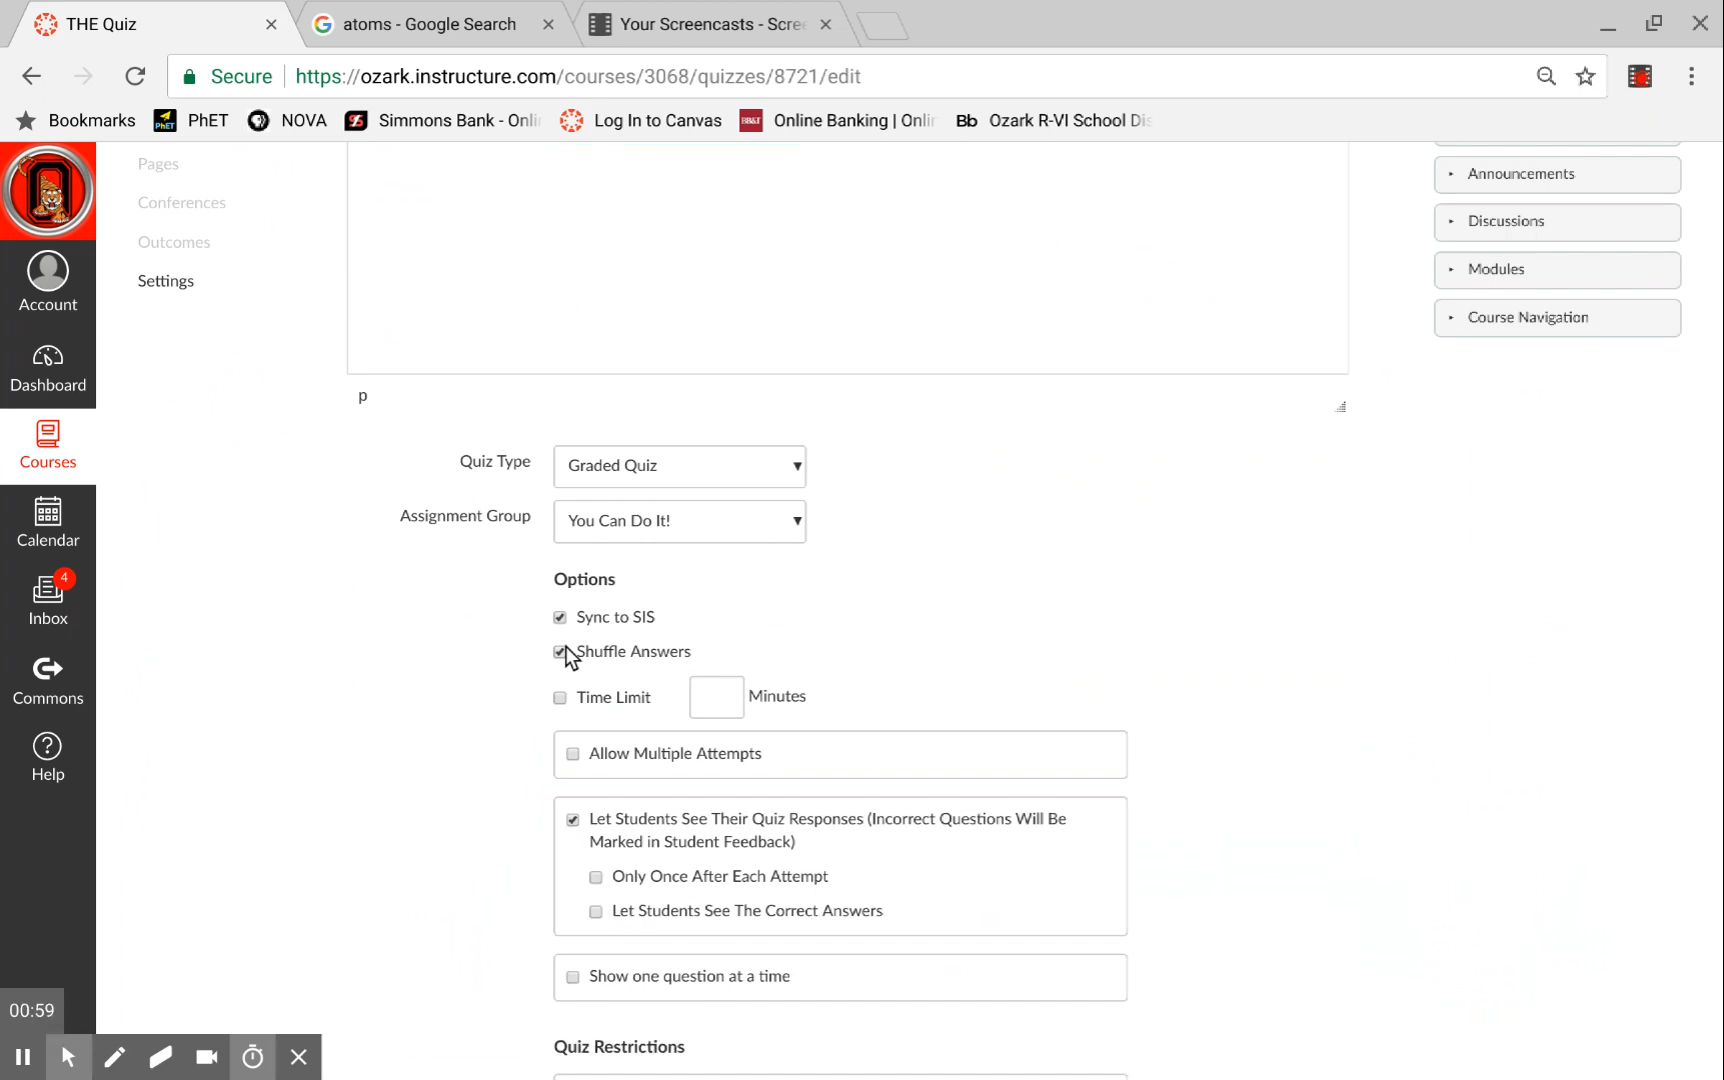 THE Quiz
atoms - Google Search
Your Screencasts - Scre
Secure
https://ozark.instructure.com/courses/3068/quizzes/8721/edit
Bookmarks
PhET
NOVA
Simmons Bank - Onli
Log In to Canvas
Online Banking | Onlin
Bb Ozark R-VI School Dis
Pages
Conferences
Outcomes
Settings
Account
Dashboard
Courses
Calendar
4
Inbox
Commons
Help
Announcements
Discussions
Modules
Course Navigation
p
Quiz Type
Graded Quiz
Assignment Group
You Can Do It!
Options
Sync to SIS
Shuffle Answers
Time Limit
Minutes
Allow Multiple Attempts
Let Students See Their Quiz Responses (Incorrect Questions Will Be
Marked in Student Feedback)
Only Once After Each Attempt
Let Students See The Correct Answers
Show one question at a time
Quiz Restrictions
00:59